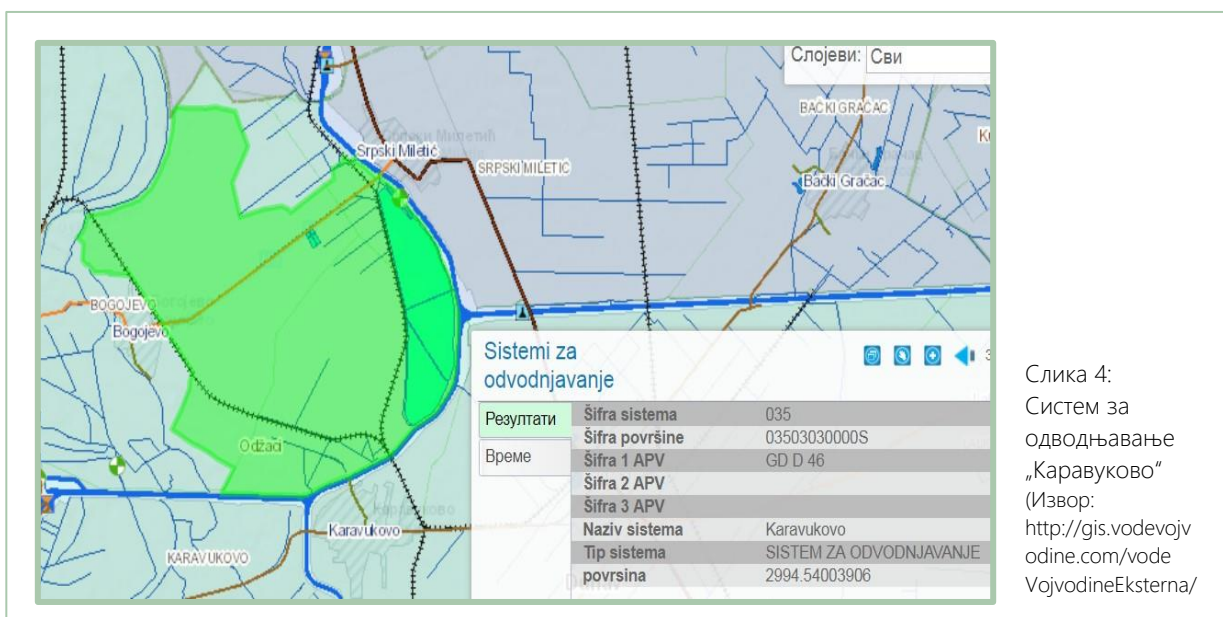 Слојеви: Сви
BAČKI GRAČAC
Srpski Miletić
SRPSKI MILETIĆ
Bački Gračac
BOGOJEVO
Bogojevo
Odžaci
Karavukovo
KARAVUKOVO
Sistemi za
odvodnjavanje
Резултати
Време
Šifra sistema 035
Šifra površine 03503030000S
Šifra 1 APV GD D 46
Šifra 2 APV
Šifra 3 APV
Naziv sistema Karavukovo
Tip sistema SISTEM ZA ODVODNJAVANJE
povrsina 2994.54003906
Слика 4:
Систем за
одводњавање
„Каравуково“
(Извор:
http://gis.vodevojv
odine.com/vode
VojvodineEksterna/